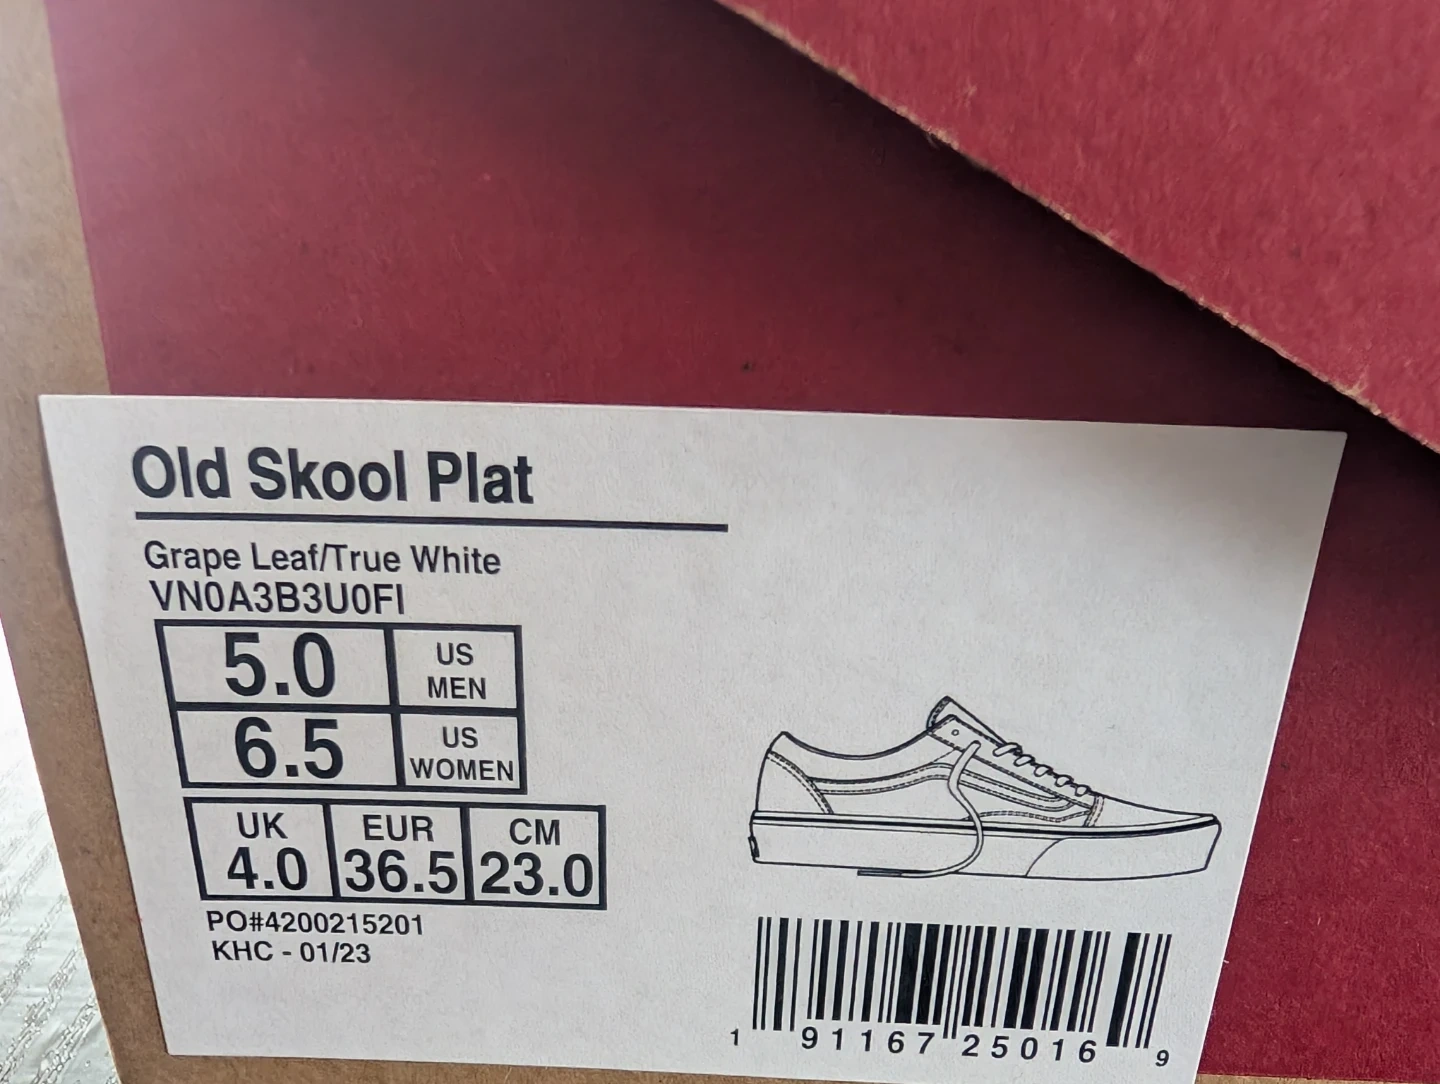 Old Skool Plat
Grape Leaf/True White
VN0A3B3U0FI
5.0 US MEN
6.5 US WOMEN
UK EUR CM
4.0 36.5 23.0
PO#4200215201
KHC - 01/23
1 91167 25016 9